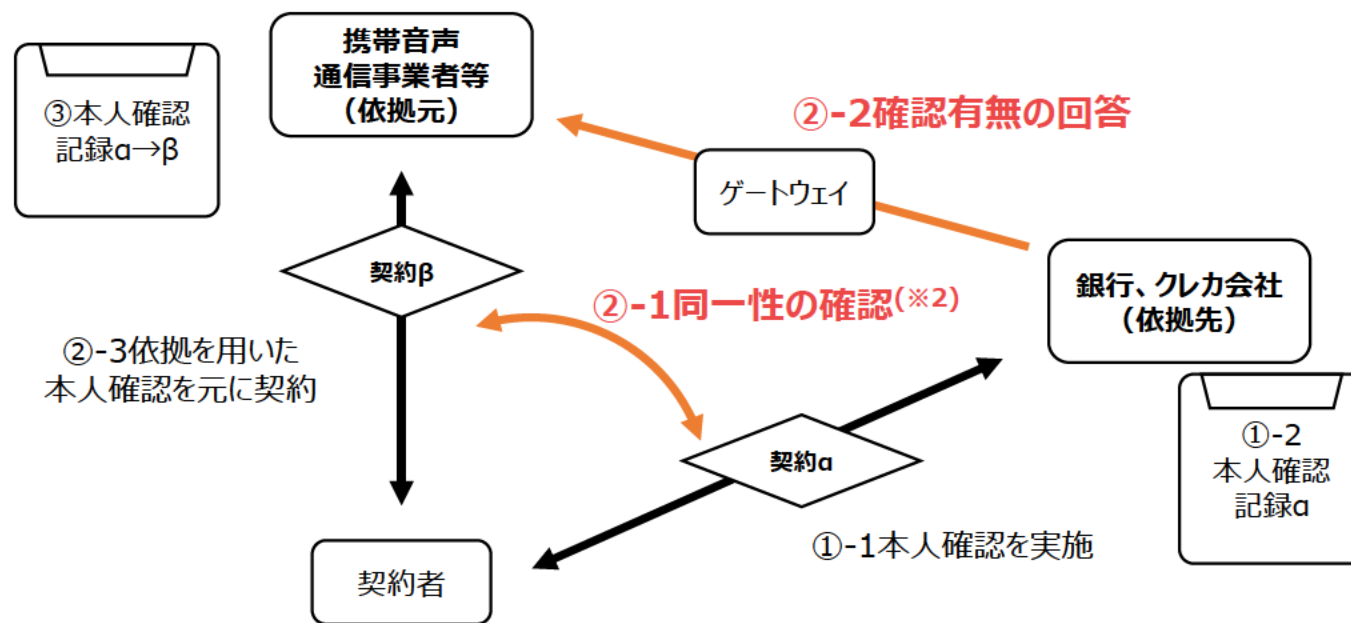 携帯音声
通信事業者等
（依拠元）
③本人確認
記録α→β
②-2確認有無の回答
ゲートウェイ
契約β
②-1同一性の確認(※2)
銀行、クレカ会社
（依拠先）
②-3依拠を用いた
本人確認を元に契約
契約α
①-2
本人確認
記録α
①-1本人確認を実施
契約者